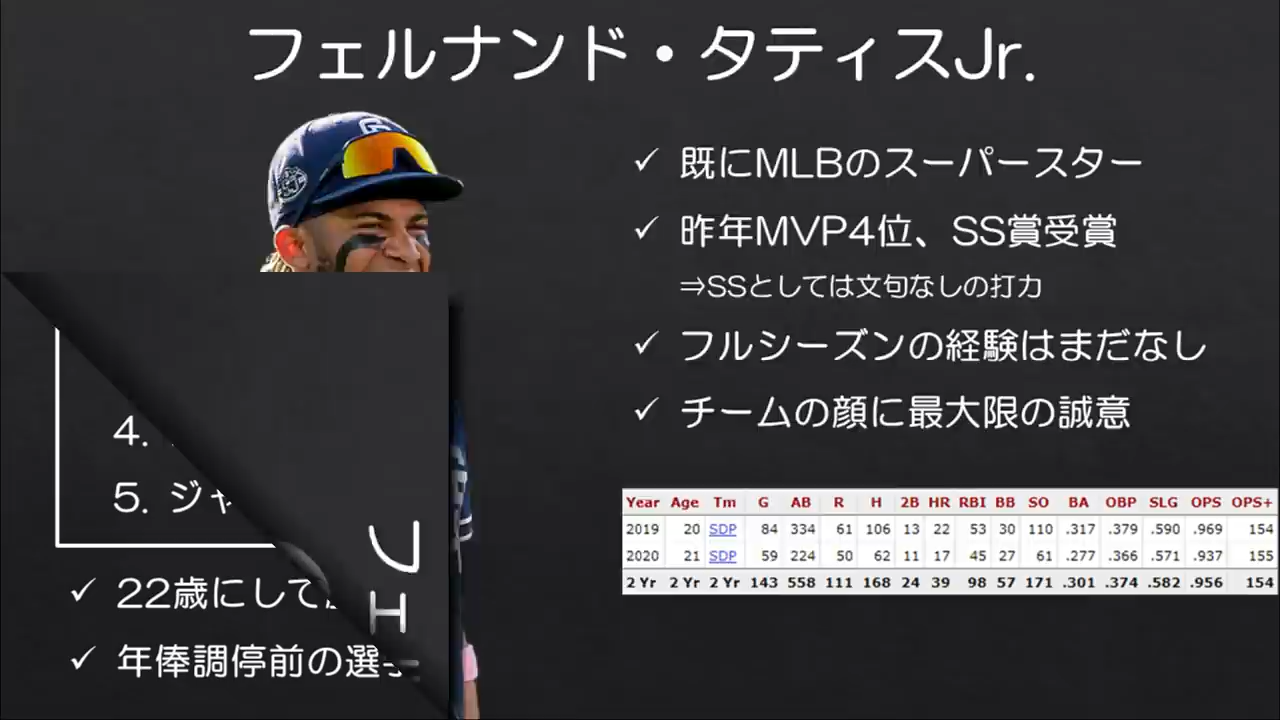 フェルナンド・タティスJr.
✓ 既にMLBのスーパースター
✓ 昨年MVP4位、SS賞受賞
⇒SSとしては文句なしの打力
✓ フルシーズンの経験はまだなし
✓ チームの顔に最大限の誠意
4.
5. ジャ
✓ 22歳にして
✓ 年俸調停前の選
フェ
Year Age Tm G AB R H 2B HR RBI BB SO BA OBP SLG OPS OPS+
2019 20 SDP 84 334 61 106 13 22 53 30 110 .317 .379 .590 .969 154
2020 21 SDP 59 224 50 62 11 17 45 27 61 .277 .366 .571 .937 155
2 Yr 2 Yr 2 Yr 143 558 111 168 24 39 98 57 171 .301 .374 .582 .956 154